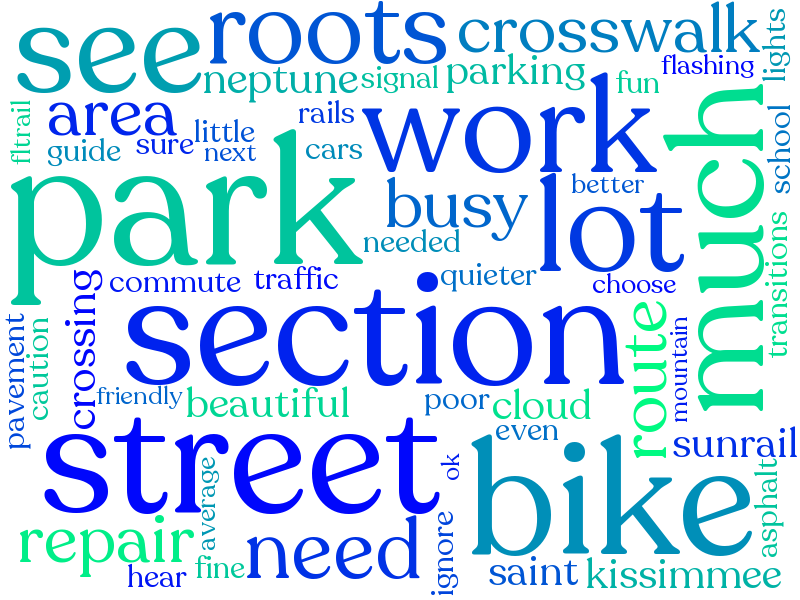 see
roots
crosswalk
lights
neptune
signal
parking
fun
flashing
fltrail
area
guide
sure
little
next
rails
cars
work
much
school
park
busy
needed
better
lot
commute
traffic
quieter
choose
transitions
crossing
section
route
mountain
pavement
caution
friendly
beautiful
poor
cloud
even
sunrail
street
bike
ok
average
asphalt
repair
hear
fine
need
ignore
saint
kissimmee